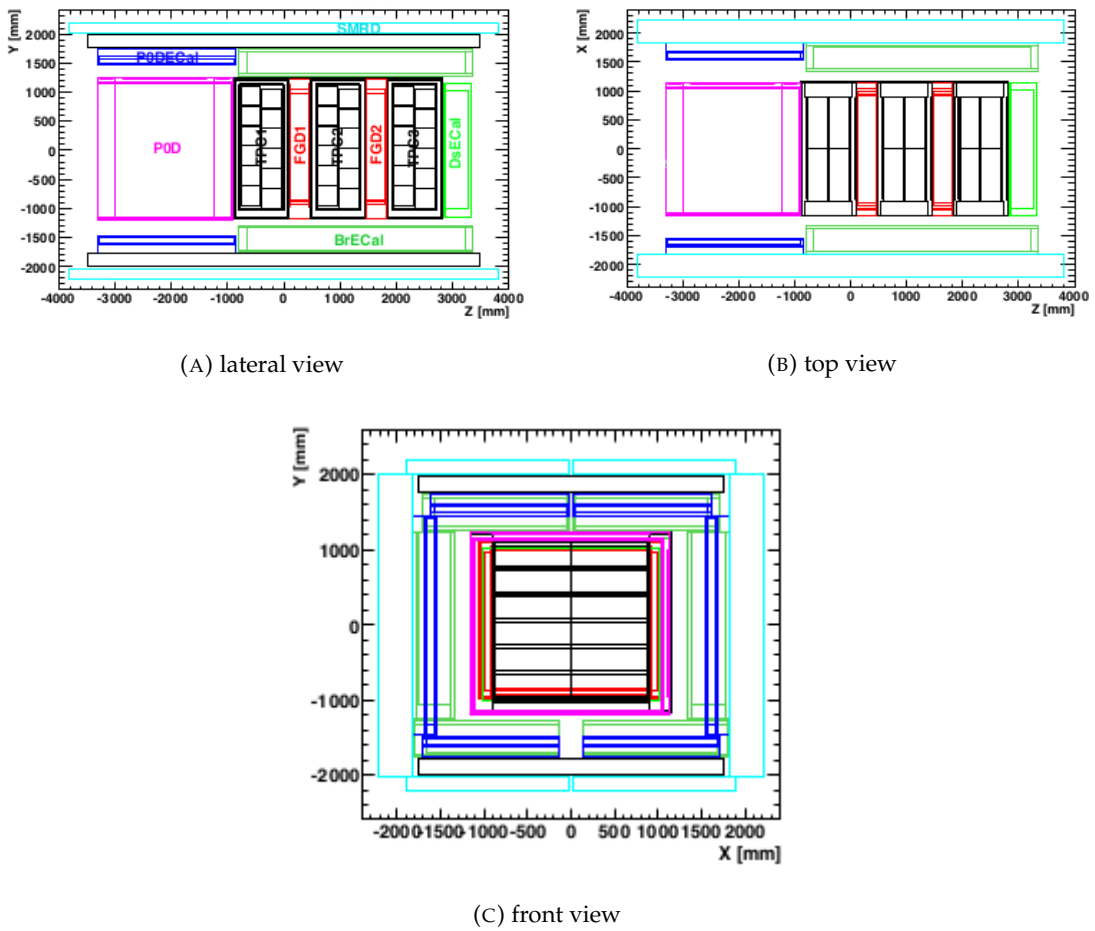 Y [mm]
2000
1500
1000
500
0
-500
-1000
-1500
-2000
SMRD
P0DECal
P0D
TPC1
FGD1
TPC2
FGD2
TPC3
DsECal
BrECal
-4000 -3000 -2000 -1000 0 1000 2000 3000 4000
Z [mm]
(A) lateral view
X [mm]
2000
1500
1000
500
0
-500
-1000
-1500
-2000
-4000 -3000 -2000 -1000 0 1000 2000 3000 4000
Z [mm]
(B) top view
Y [mm]
2000
1000
0
-1000
-2000
-2000 -1500 -1000 -500 0 500 1000 1500 2000
X [mm]
(C) front view